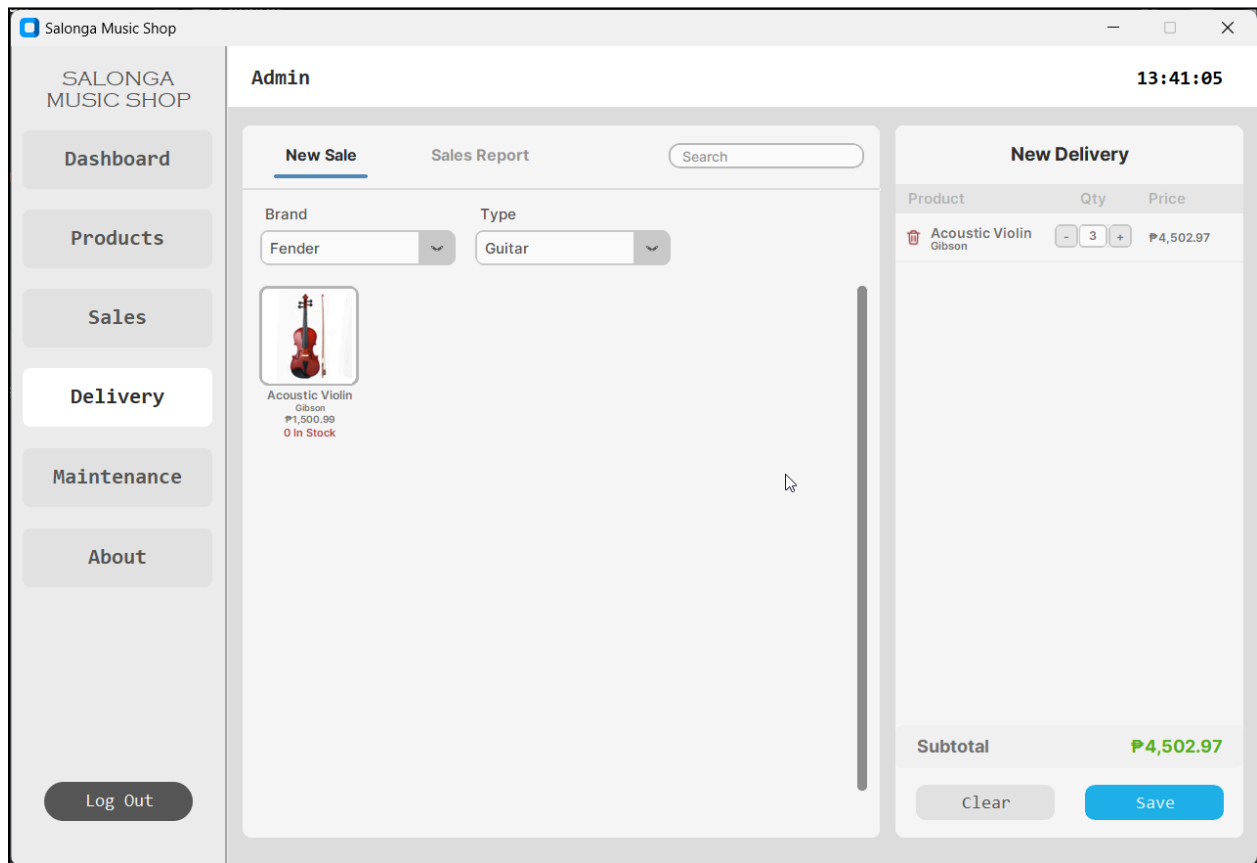 Salonga Music Shop
SALONGA
MUSIC SHOP
Dashboard
Products
Sales
Delivery
Maintenance
About
Log Out
Admin
13:41:05
New Sale
Sales Report
Search
Brand
Type
Fender
Guitar
Acoustic Violin
Gibson
₱1,500.99
0 In Stock
New Delivery
Product Qty Price
Acoustic Violin
Gibson
- 3 +
₱4,502.97
Subtotal ₱4,502.97
Clear
Save